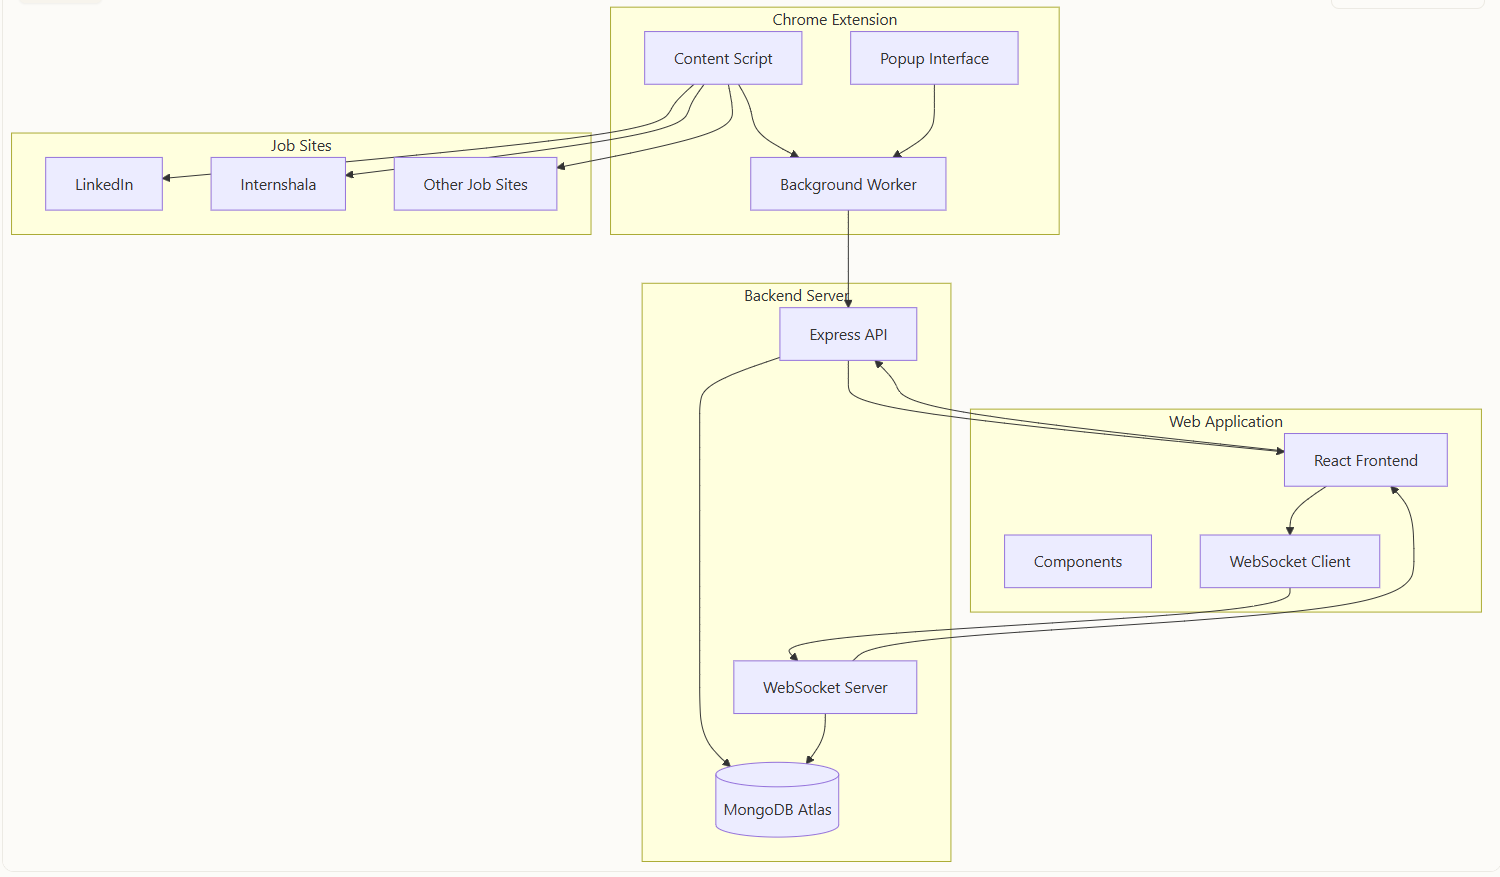 Chrome Extension
Content Script
Popup Interface
Job Sites
LinkedIn
Internshala
Other Job Sites
Background Worker
Backend Server
Express API
Web Application
React Frontend
Components
WebSocket Client
WebSocket Server
MongoDB Atlas